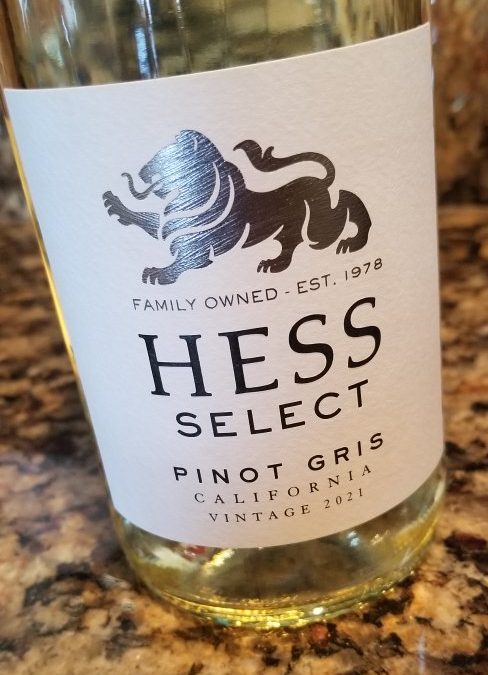 FAMILY OWNED - EST. 1978
HESS
SELECT
PINOT GRIS
CALIFORNIA
VINTAGE 2021